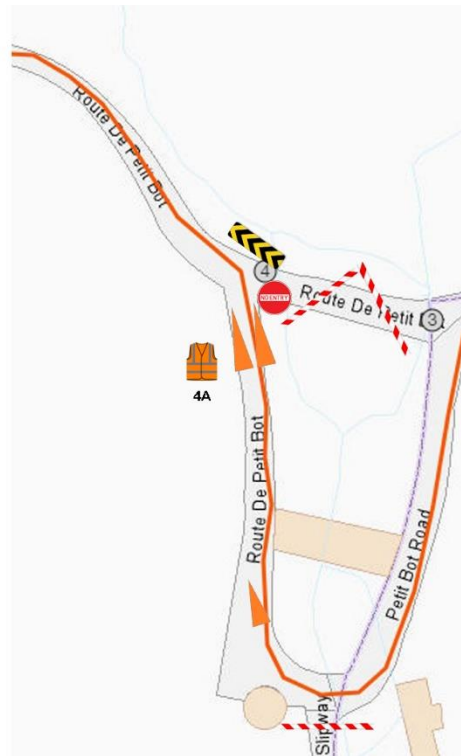 Route De Petit Bot
4
NO ENTRY
Route De Petit
3
4A
Route De Petit Bot
Petit Bot Road
Slipway